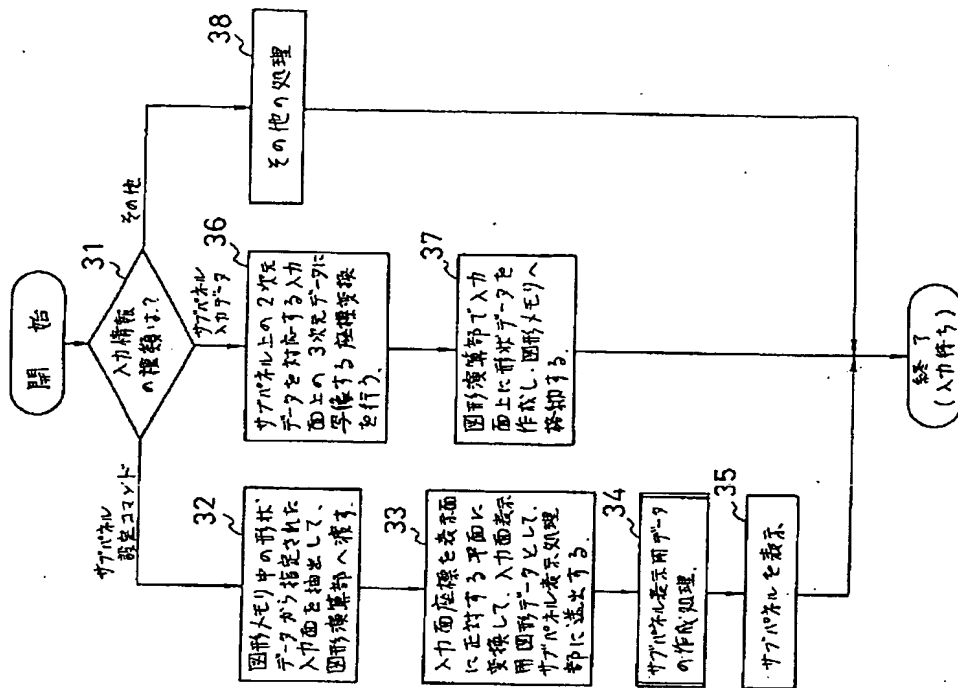 開始
31
入力情報
の種類は?
サブパネル
設定コマンド
サブパネル
入力データ
その他
32
図形メモリ中の形状
データから指定された
入力面を抽出して、
図形演算部へ渡す。
33
入力面座標を表示面
に正対する平面に
変換して、入力面表示
用図形データとして、
サブパネル表示処理
部に送出する。
34
サブパネル表示用データ
の作成処理.
35
サブパネルを表示
36
サブパネル上の2次元
データを対応する入力
面上の3次元データに
写像する座標変換
を行う.
37
図形演算部で入力
面上に形状データを
作成し、図形メモリへ
格納する.
38
その他の処理
終了
(入力待ち)